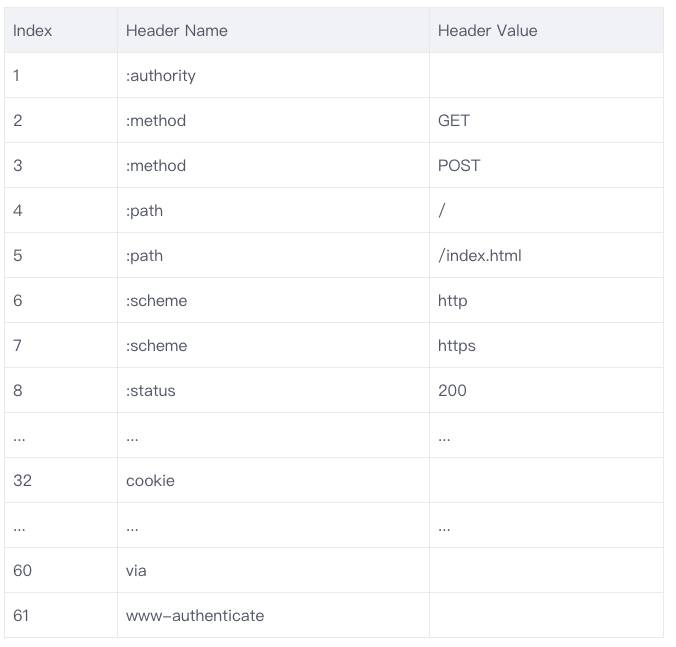 Index Header Name Header Value
1 :authority
2 :method GET
3 :method POST
4 :path /
5 :path /index.html
6 :scheme http
7 :scheme https
8 :status 200
... ... ...
32 cookie
... ... ...
60 via
61 www-authenticate